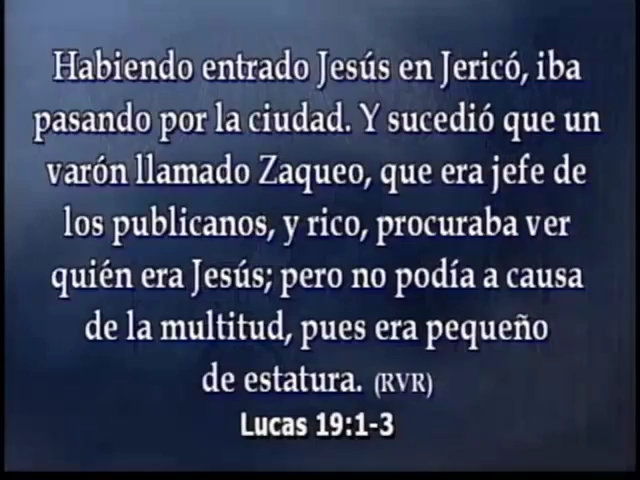 Habiendo entrado Jesús en Jericó, iba
pasando por la ciudad. Y sucedió que un
varón llamado Zaqueo, que era jefe de
los publicanos, y rico, procuraba ver
quién era Jesús; pero no podía a causa
de la multitud, pues era pequeño
de estatura. (RVR)
Lucas 19:1-3